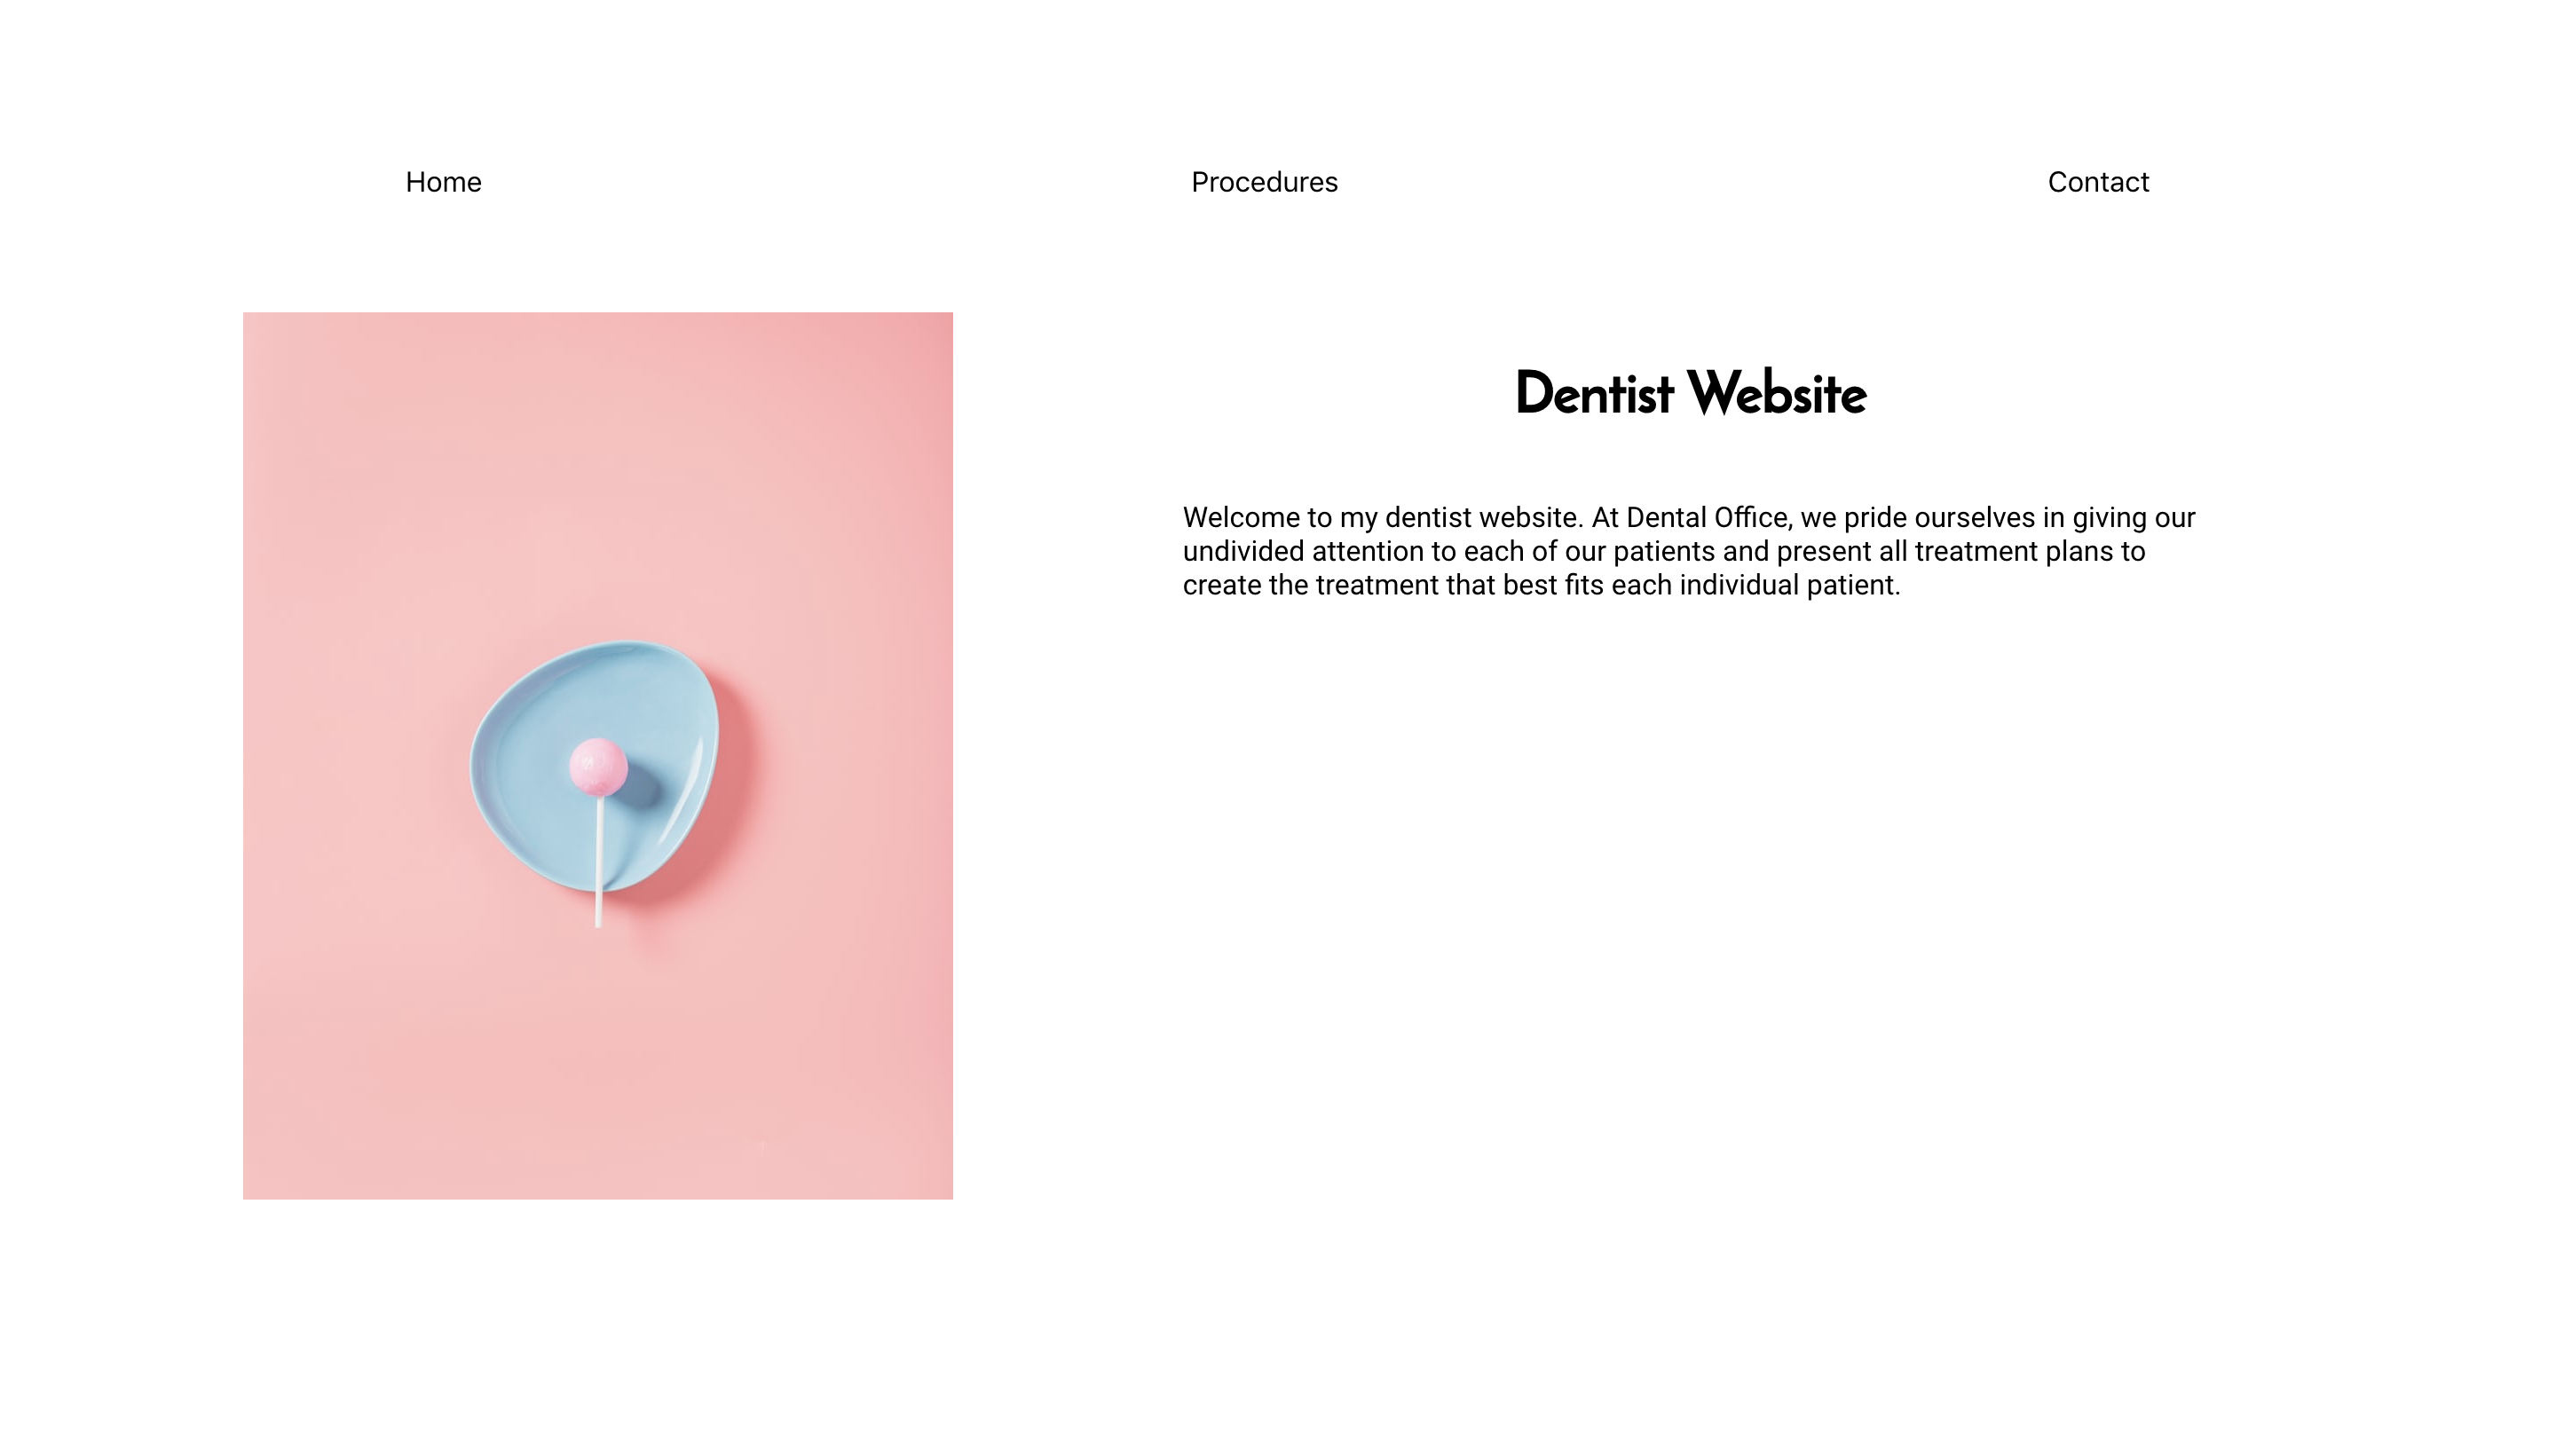 Home
Procedures
Contact
Dentist Website
Welcome to my dentist website. At Dental Office, we pride ourselves in giving our
undivided attention to each of our patients and present all treatment plans to
create the treatment that best fits each individual patient.